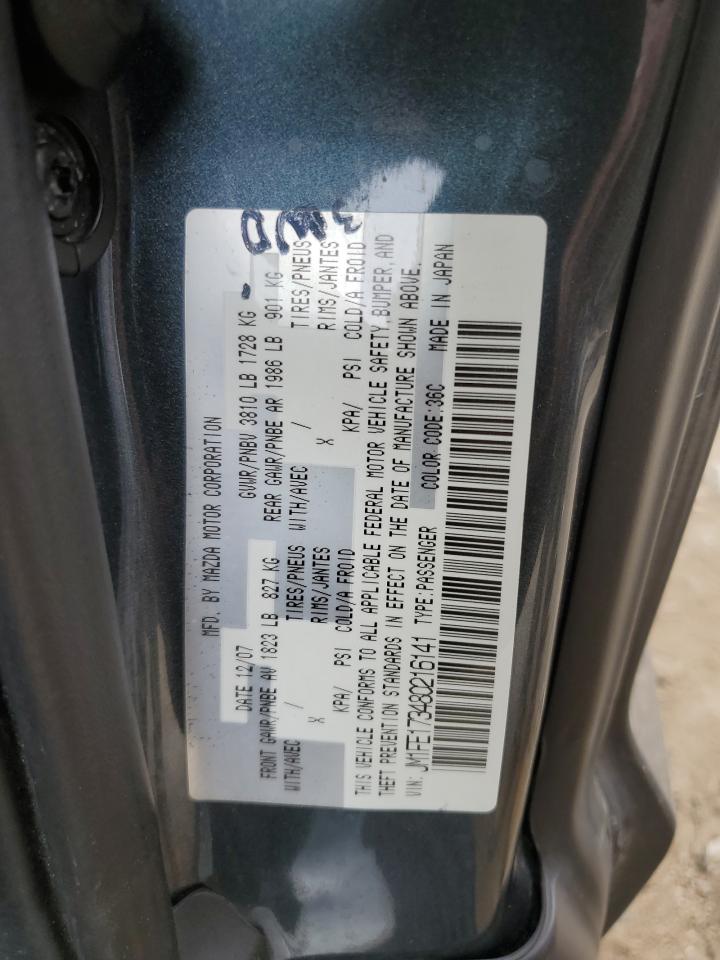 MFD. BY MAZDA MOTOR CORPORATION
DATE 12/07 GVWR/PNBV 3810 LB 1728 KG
FRONT GAWR/PNBE AV 1823 LB 827 KG REAR GAWR/PNBE AR 1986 LB 901 KG
WITH/AVEC / TIRES/PNEUS WITH/AVEC / TIRES/PNEUS
X RIMS/JANTES X RIMS/JANTES
KPA/ PSI COLD/A FROID KPA/ PSI COLD/A FROID
THIS VEHICLE CONFORMS TO ALL APPLICABLE FEDERAL MOTOR VEHICLE SAFETY,BUMPER,AND
THEFT PREVENTION STANDARDS IN EFFECT ON THE DATE OF MANUFACTURE SHOWN ABOVE.
VIN: JM1FE173480216141 TYPE:PASSENGER COLOR CODE:36C MADE IN JAPAN